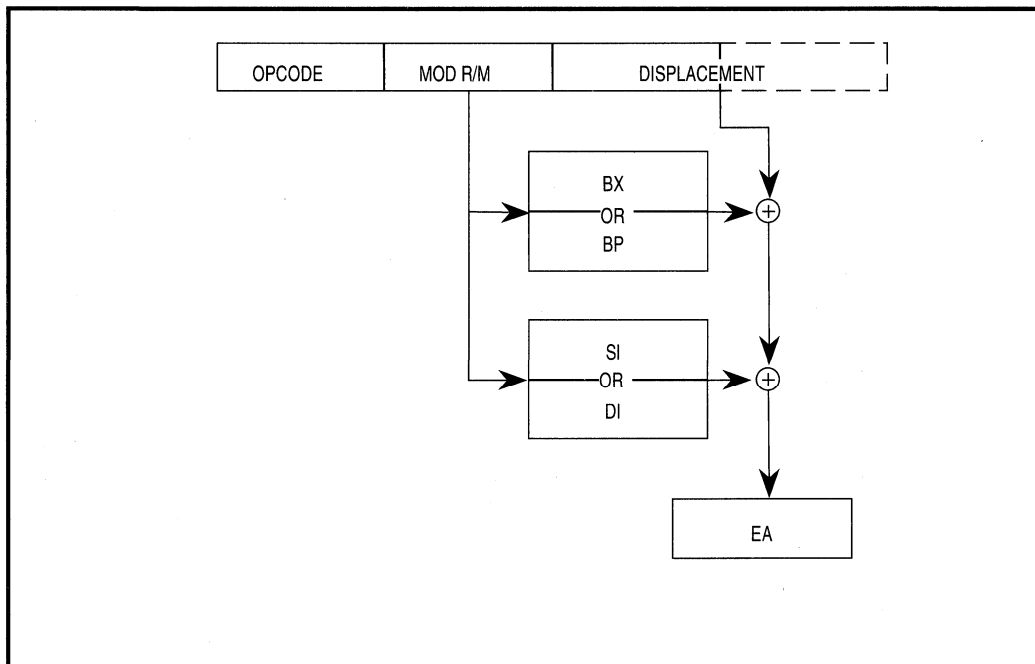 OPCODE MOD R/M DISPLACEMENT
BX
OR
BP
SI
OR
DI
EA